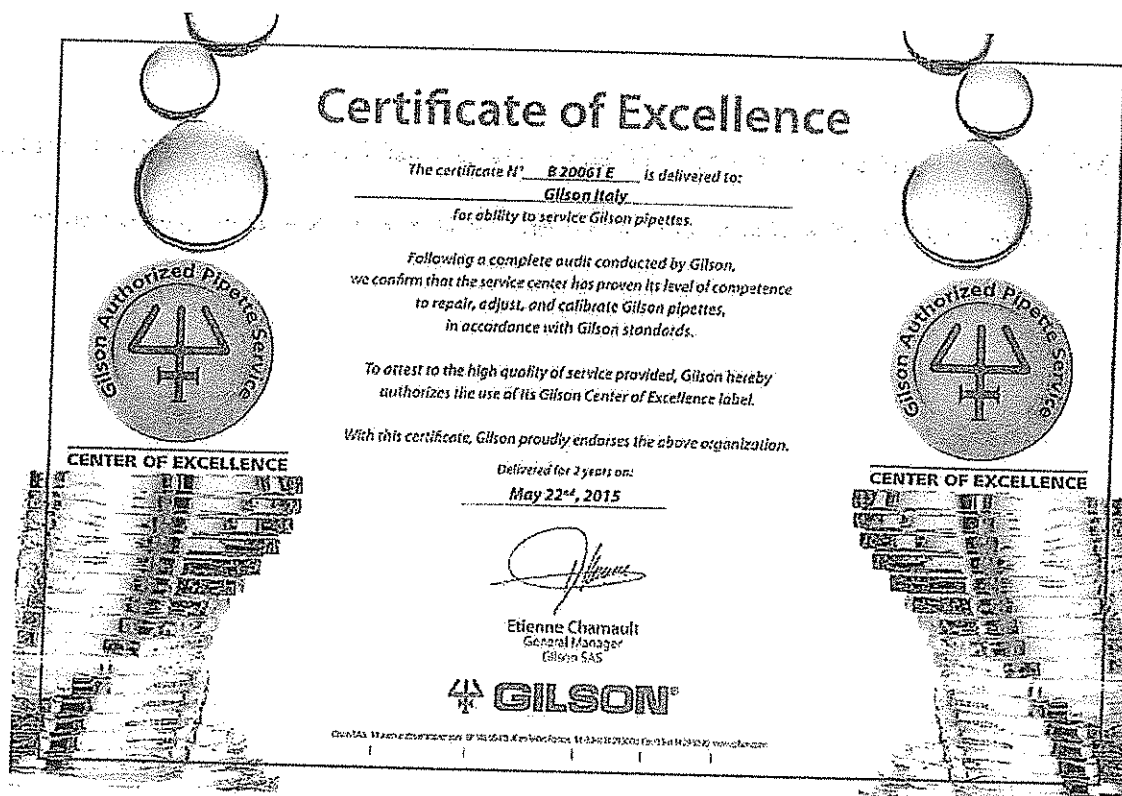 Certificate of Excellence
The certificate N° B 20061 E is delivered to:
Gilson Italy
for ability to service Gilson pipettes.
Following a complete audit conducted by Gilson,
we confirm that the service center has proven its level of competence
to repair, adjust, and calibrate Gilson pipettes,
in accordance with Gilson standards.
To attest to the high quality of service provided, Gilson hereby
authorizes the use of its Gilson Center of Excellence label.
With this certificate, Gilson proudly endorses the above organization.
Delivered for 2 years on:
May 22nd, 2015
Etienne Chamault
General Manager
Gilson SAS
GILSON®
Gilson Authorized Pipette Service
CENTER OF EXCELLENCE
Gilson Authorized Pipette Service
CENTER OF EXCELLENCE